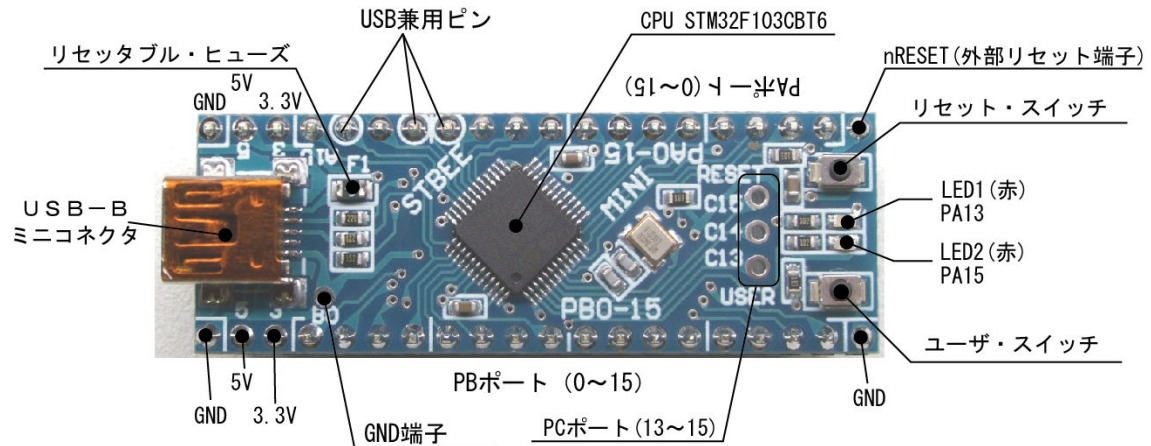 USB兼用ピン
CPU STM32F103CBT6
リセッタブル・ヒューズ
nRESET(外部リセット端子)
5V
GND
3.3V
PAポート(0～15)
リセット・スイッチ
5
3
A15
F1
PA0-15
RESET
STBEE
MINI
C15
C14
C13
LED1(赤)
PA13
LED2(赤)
PA15
USB－B
ミニコネクタ
USER
PB0-15
5
3
B0
ユーザ・スイッチ
PBポート (0～15)
GND
5V
3.3V
GND
GND端子
PCポート(13～15)